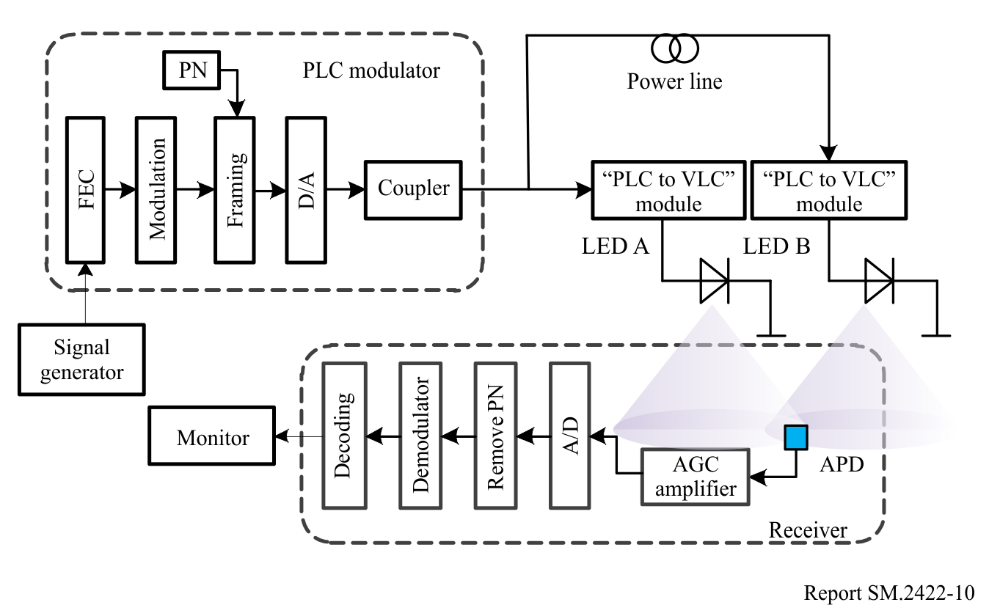 PN
PLC modulator
Power line
FEC
Modulation
Framing
D/A
Coupler
“PLC to VLC”
module
“PLC to VLC”
module
LED A
LED B
Signal
generator
Monitor
Decoding
Demodulator
Remove PN
A/D
AGC
amplifier
APD
Receiver
Report SM.2422-10